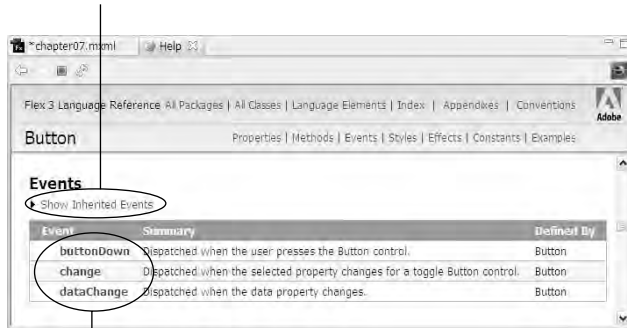 *chapter07.mxml Help
Flex 3 Language Reference All Packages | All Classes | Language Elements | Index | Appendixes | Conventions
Adobe
Button Properties | Methods | Events | Styles | Effects | Constants | Examples
Events
Show Inherited Events
Event Summary Defined By
buttonDown Dispatched when the user presses the Button control. Button
change Dispatched when the selected property changes for a toggle Button control. Button
dataChange Dispatched when the data property changes. Button